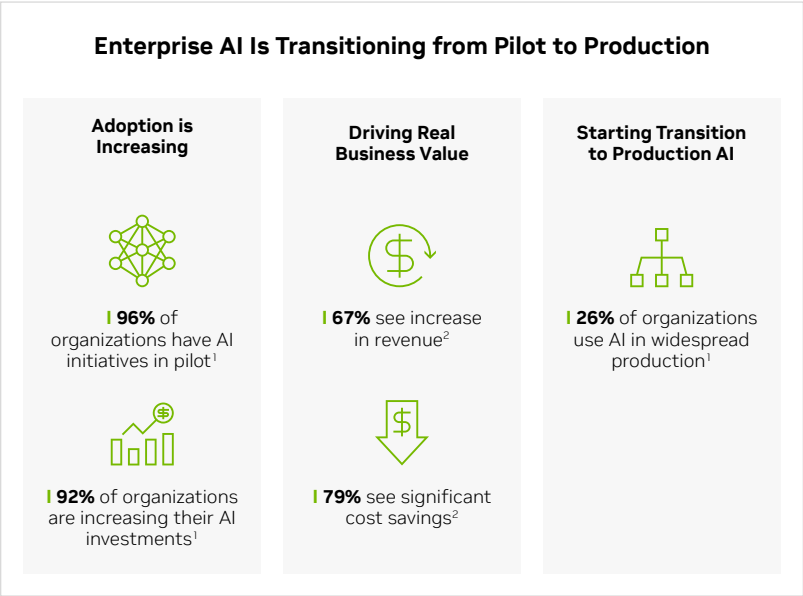 Enterprise AI Is Transitioning from Pilot to Production
Adoption is
Increasing
96% of
organizations have AI
initiatives in pilot¹
92% of organizations
are increasing their AI
investments¹
Driving Real
Business Value
67% see increase
in revenue²
79% see significant
cost savings²
Starting Transition
to Production AI
26% of organizations
use AI in widespread
production¹